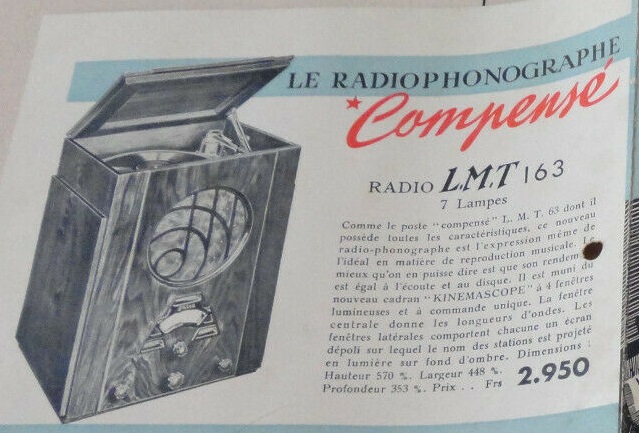 LE RADIOPHONOGRAPHE
Compensé
RADIO L.M.T 163
7 Lampes
Comme le poste "compensé" L. M. T. 63 dont il
possède toutes les caractéristiques, ce nouveau
radio-phonographe est l'expression même de
l'idéal en matière de reproduction musicale. Le
mieux qu'on en puisse dire est que son rendem
est égal à l'écoute et au disque. Il est muni du
nouveau cadran "KINEMASCOPE" à 4 fenêtres
lumineuses et à commande unique. La fenêtre
centrale donne les longueurs d'ondes. Les
fenêtres latérales comportent chacune un écran
dépoli sur lequel le nom des stations est projeté
en lumière sur fond d'ombre. Dimensions :
Hauteur 570 %. Largeur 448 %.
Profondeur 353 %. Prix . . Frs 2.950